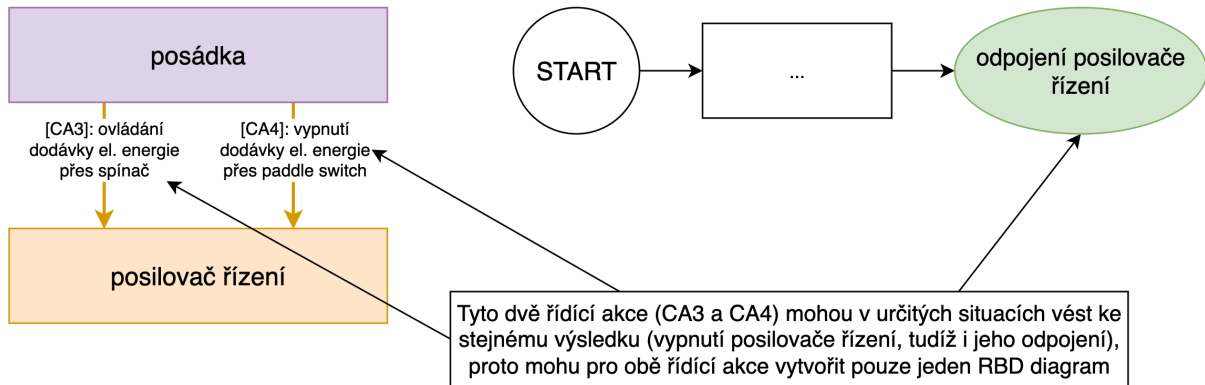 posádka
[CA3]: ovládání
dodávky el. energie
přes spínač
[CA4]: vypnutí
dodávky el. energie
přes paddle switch
posilovač řízení
START
...
odpojení posilovače
řízení
Tyto dvě řídící akce (CA3 a CA4) mohou v určitých situacích vést ke
stejnému výsledku (vypnutí posilovače řízení, tudíž i jeho odpojení),
proto mohu pro obě řídící akce vytvořit pouze jeden RBD diagram